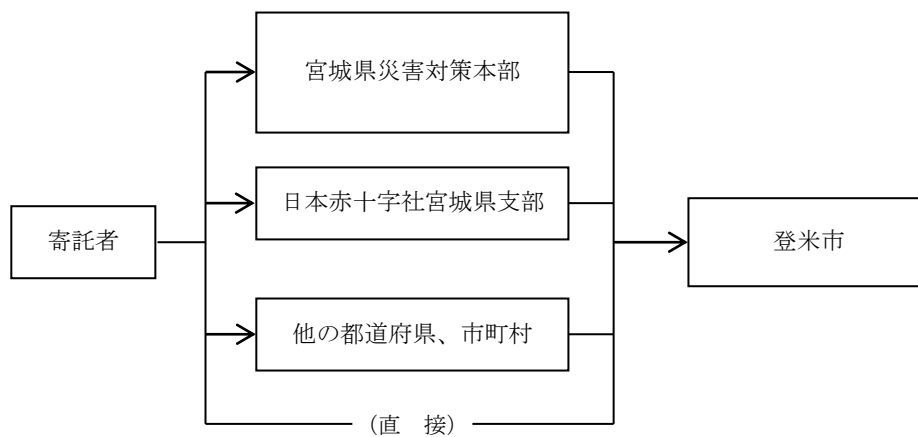 宮城県災害対策本部
日本赤十字社宮城県支部
寄託者
登米市
他の都道府県、市町村
(直　接)